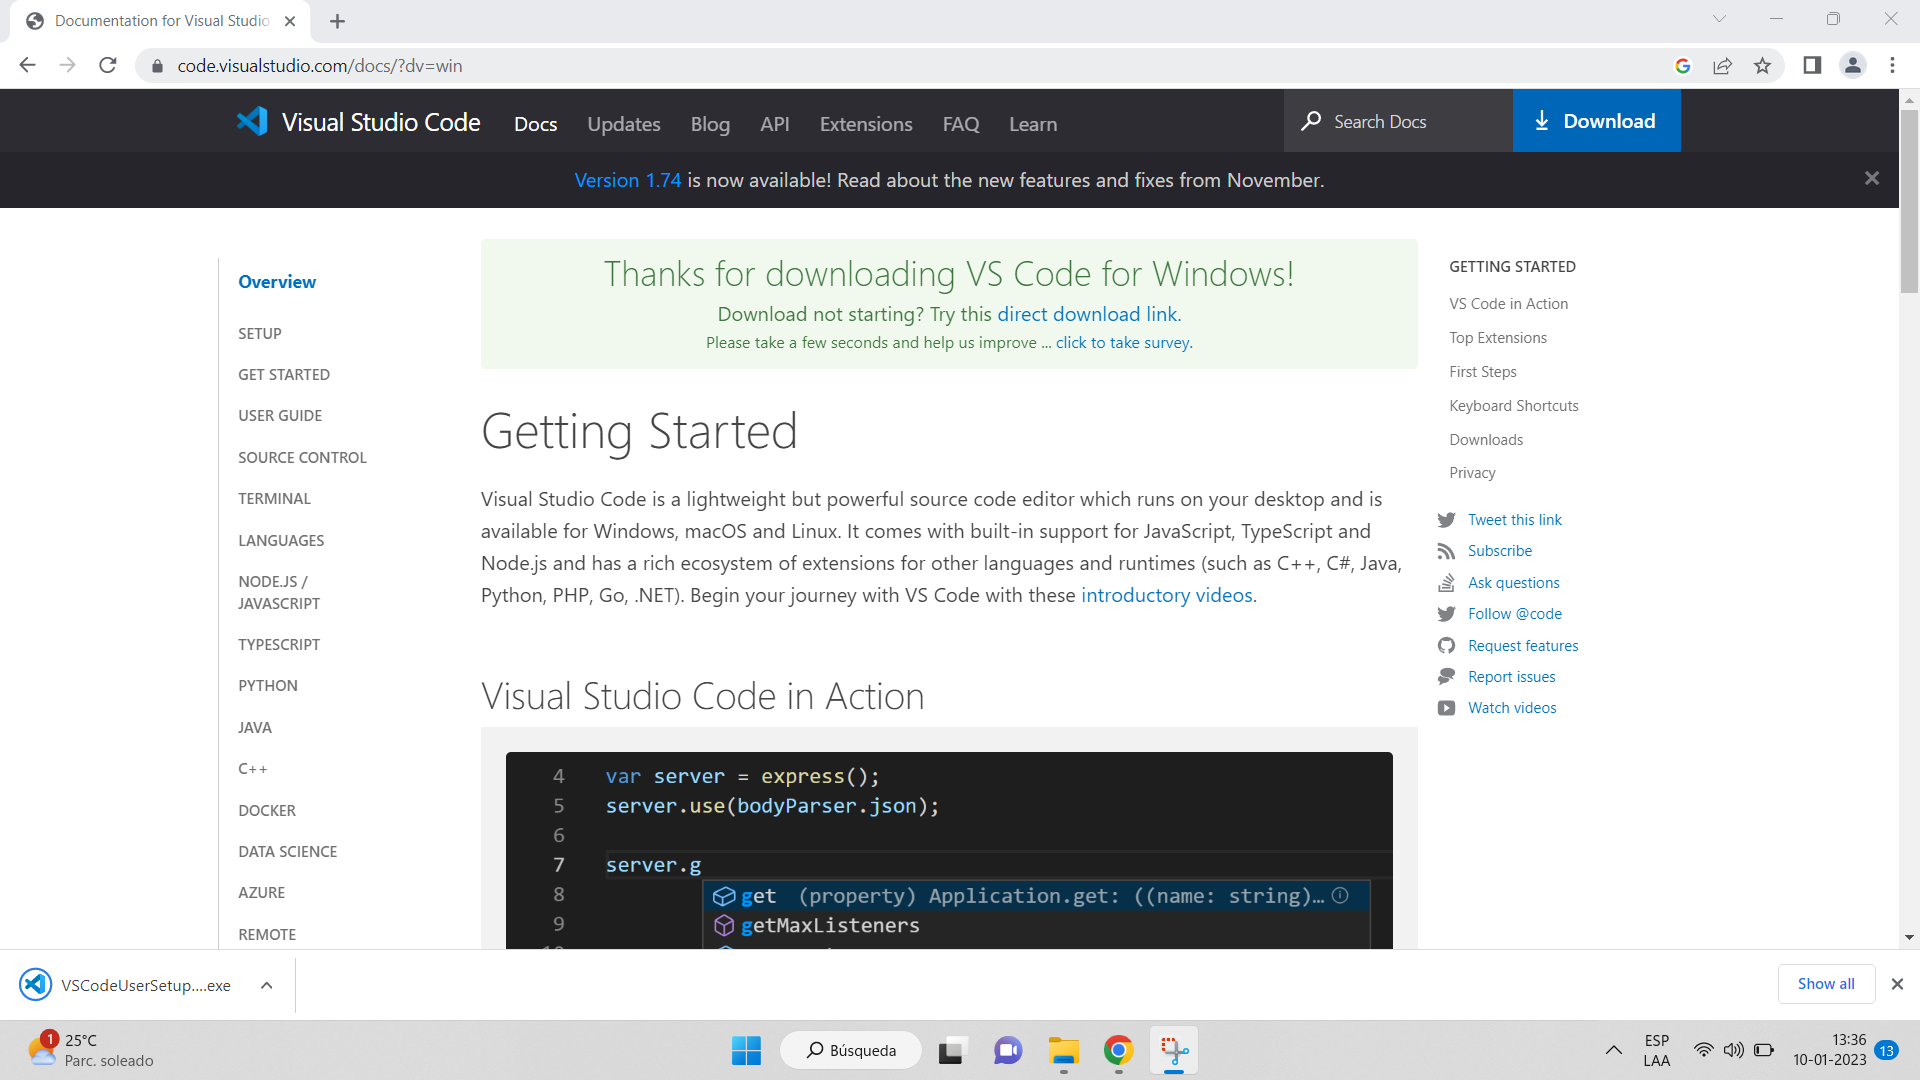 Documentation for Visual Studio
code.visualstudio.com/docs/?dv=win
Visual Studio Code
Docs
Updates
Blog
API
Extensions
FAQ
Learn
Search Docs
Download
Version 1.74 is now available! Read about the new features and fixes from November.
Overview
SETUP
GET STARTED
USER GUIDE
SOURCE CONTROL
TERMINAL
LANGUAGES
NODE.JS /
JAVASCRIPT
TYPESCRIPT
PYTHON
JAVA
C++
DOCKER
DATA SCIENCE
AZURE
REMOTE
Thanks for downloading VS Code for Windows!
Download not starting? Try this direct download link.
Please take a few seconds and help us improve ... click to take survey.
Getting Started
Visual Studio Code is a lightweight but powerful source code editor which runs on your desktop and is
available for Windows, macOS and Linux. It comes with built-in support for JavaScript, TypeScript and
Node.js and has a rich ecosystem of extensions for other languages and runtimes (such as C++, C#, Java,
Python, PHP, Go, .NET). Begin your journey with VS Code with these introductory videos.
Visual Studio Code in Action
4 var server = express();
5 server.use(bodyParser.json);
6
7 server.g
8 get (property) Application.get: ((name: string)...
9 getMaxListeners
GETTING STARTED
VS Code in Action
Top Extensions
First Steps
Keyboard Shortcuts
Downloads
Privacy
Tweet this link
Subscribe
Ask questions
Follow @code
Request features
Report issues
Watch videos
VSCodeUserSetup....exe
Show all
1
25°C
Parc. soleado
Búsqueda
ESP
LAA
13:36
10-01-2023
13